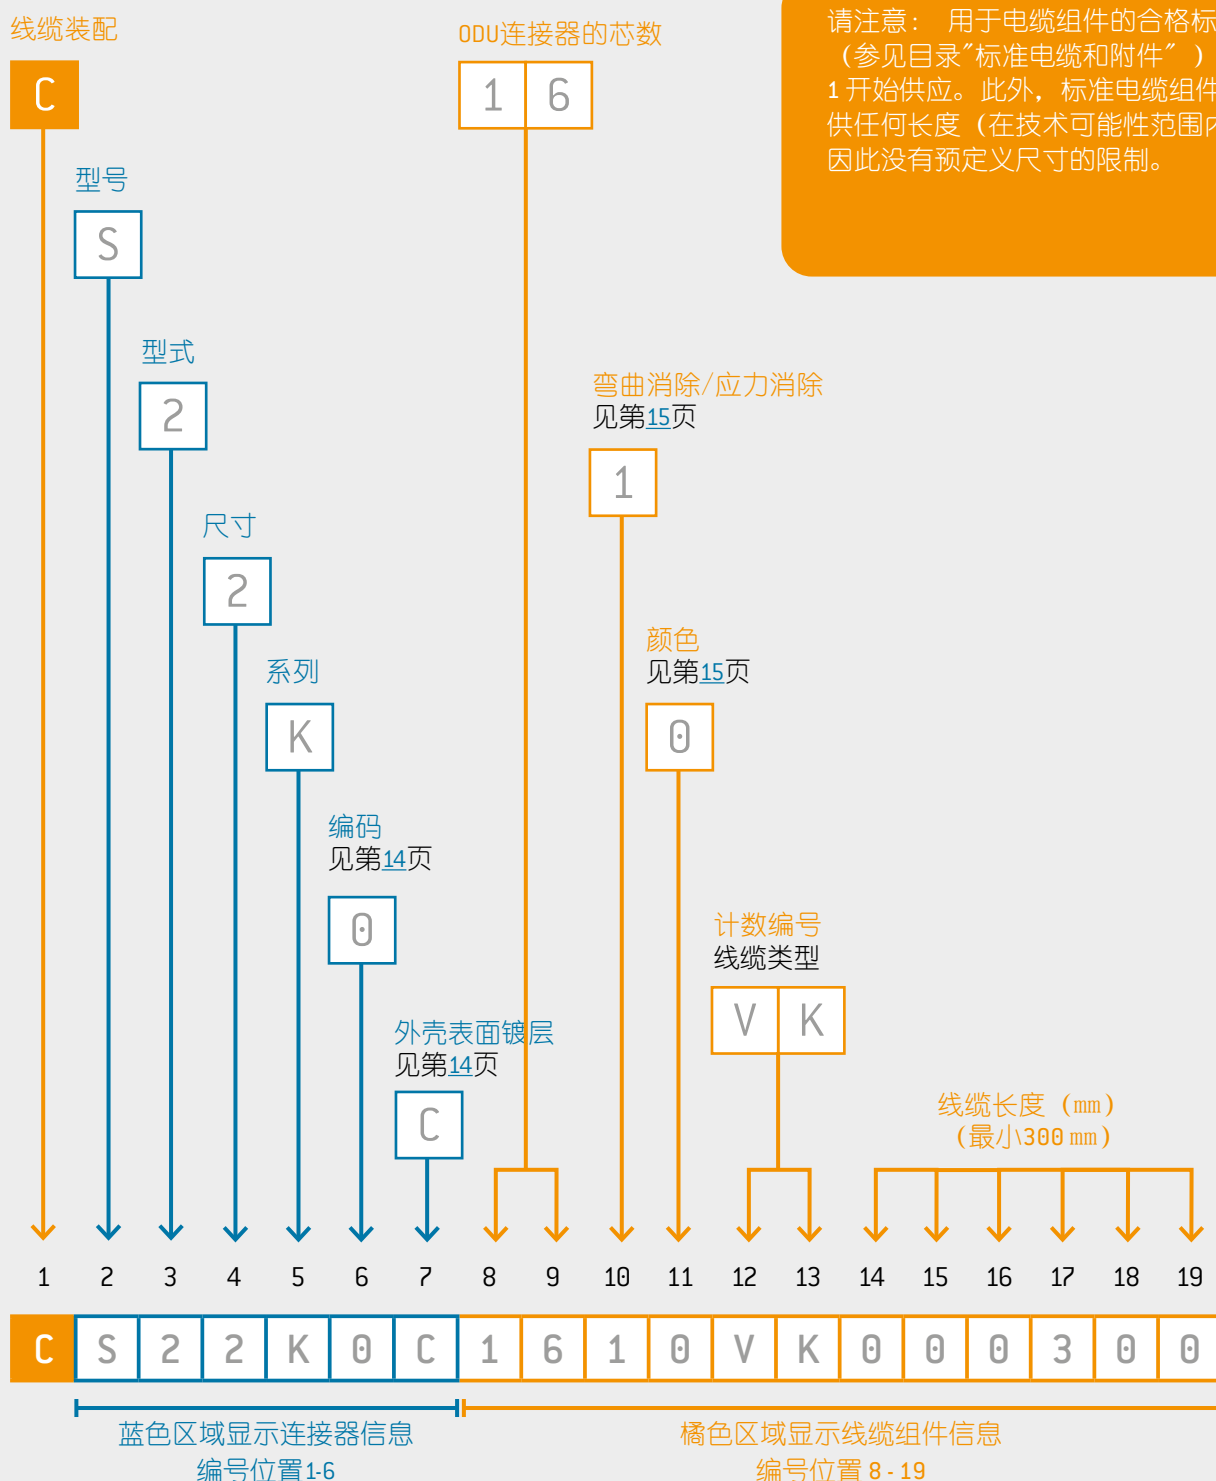 线缆装配
C
ODU连接器的芯数
1 6
请注意： 用于电缆组件的合格标
（参见目录"标准电缆和附件"）
1 开始供应。此外，标准电缆组件
供任何长度（在技术可能性范围内
因此没有预定义尺寸的限制。
型号
S
型式
2
弯曲消除/应力消除
见第15页
1
尺寸
2
颜色
见第15页
0
系列
K
编码
见第14页
0
计数编号
线缆类型
V K
外壳表面镀层
见第14页
C
线缆长度（mm）
（最小300 mm）
1 2 3 4 5 6 7 8 9 10 11 12 13 14 15 16 17 18 19
C S 2 2 K 0 C 1 6 1 0 V K 0 0 0 3 0 0
蓝色区域显示连接器信息
编号位置1-6
橘色区域显示线缆组件信息
编号位置 8 - 19